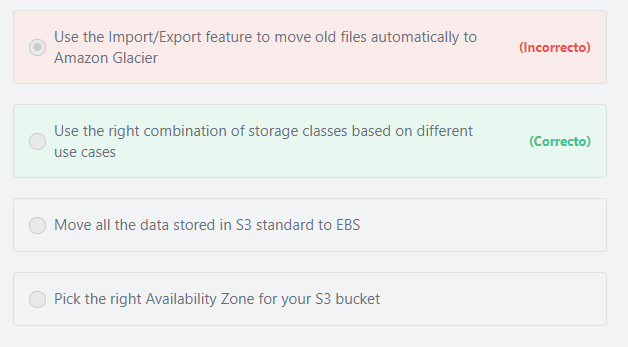 Use the Import/Export feature to move old files automatically to
Amazon Glacier
(Incorrecto)
Use the right combination of storage classes based on different
use cases
(Correcto)
Move all the data stored in S3 standard to EBS
Pick the right Availability Zone for your S3 bucket